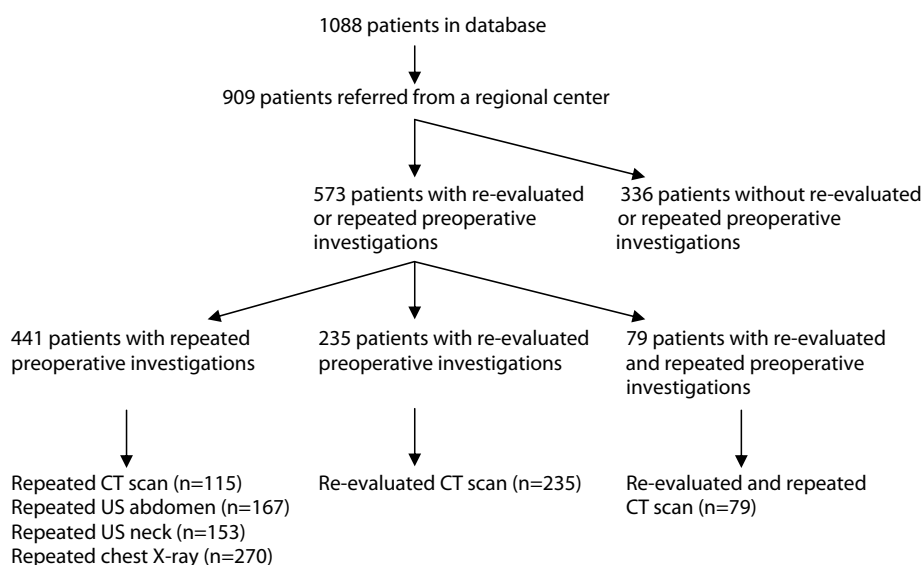 1088 patients in database
909 patients referred from a regional center
573 patients with re-evaluated
or repeated preoperative
investigations
336 patients without re-evaluated
or repeated preoperative
investigations
441 patients with repeated
preoperative investigations
235 patients with re-evaluated
preoperative investigations
79 patients with re-evaluated
and repeated preoperative
investigations
Repeated CT scan (n=115)
Repeated US abdomen (n=167)
Repeated US neck (n=153)
Repeated chest X-ray (n=270)
Re-evaluated CT scan (n=235)
Re-evaluated and repeated
CT scan (n=79)